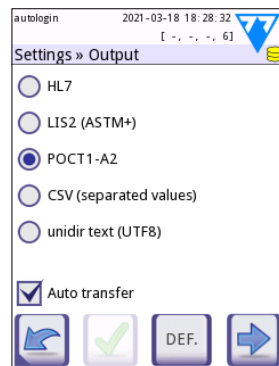 autologin 2021-03-18 18:28:32
[ -, -, -, 6]
Settings » Output
HL7
LIS2 (ASTM+)
POCT1-A2
CSV (separated values)
unidir text (UTF8)
Auto transfer
DEF.